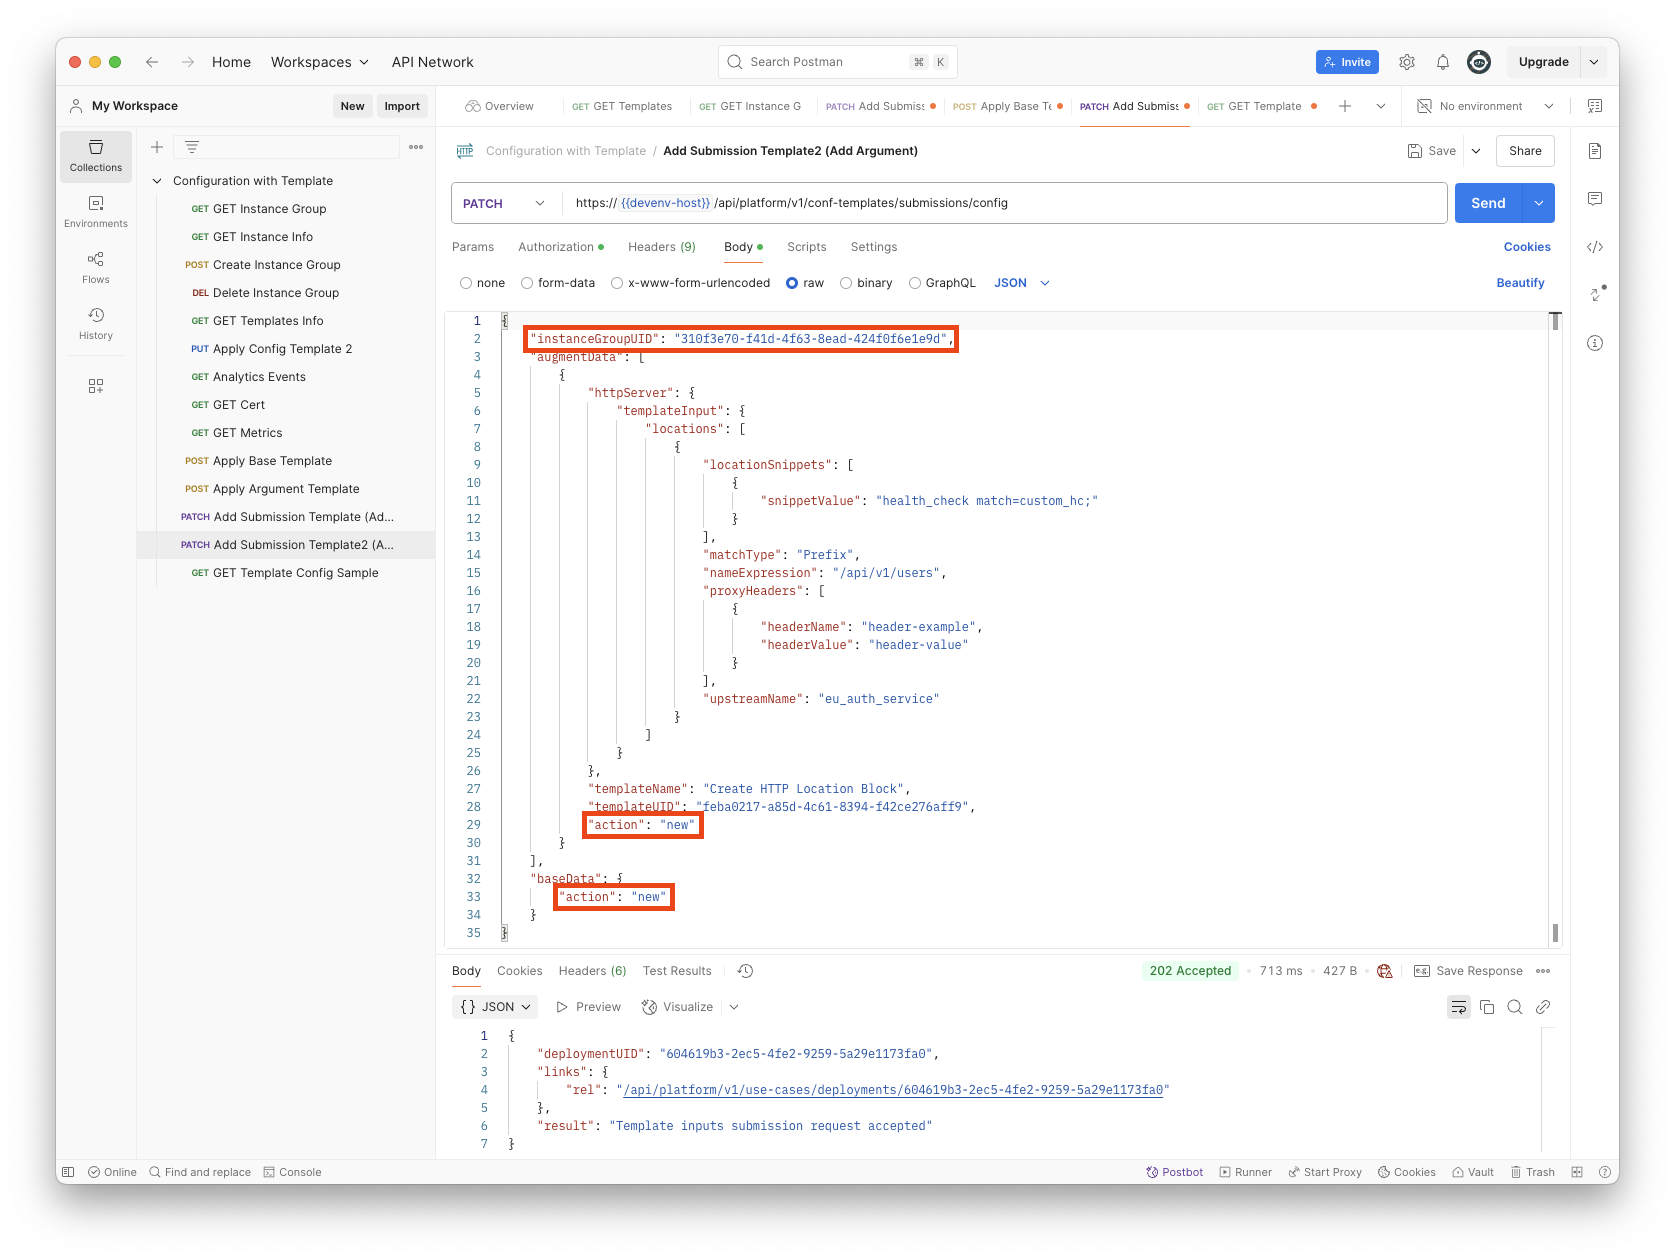 Home
Workspaces
API Network
Search Postman
⌘
K
Invite
Upgrade
My Workspace
New
Import
Overview
GET GET Templates
GET GET Instance G
PATCH Add Submiss
POST Apply Base Te
PATCH Add Submiss
GET GET Template
No environment
Collections
Environments
Flows
History
Configuration with Template
GET GET Instance Group
GET GET Instance Info
POST Create Instance Group
DEL Delete Instance Group
GET GET Templates Info
PUT Apply Config Template 2
GET Analytics Events
GET GET Cert
GET GET Metrics
POST Apply Base Template
POST Apply Argument Template
PATCH Add Submission Template (Ad...
PATCH Add Submission Template2 (A...
GET GET Template Config Sample
HTTP Configuration with Template / Add Submission Template2 (Add Argument)
Save
Share
PATCH
https:// {{devenv-host}} /api/platform/v1/conf-templates/submissions/config
Send
Params
Authorization
Headers (9)
Body
Scripts
Settings
Cookies
none
form-data
x-www-form-urlencoded
raw
binary
GraphQL
JSON
Beautify
1 {
2 "instanceGroupUID": "310f3e70-f41d-4f63-8ead-424f0f6e1e9d",
3 "augmentData": [
4 {
5 "httpServer": {
6 "templateInput": {
7 "locations": [
8 {
9 "locationSnippets": [
10 {
11 "snippetValue": "health_check match=custom_hc;"
12 }
13 ],
14 "matchType": "Prefix",
15 "nameExpression": "/api/v1/users",
16 "proxyHeaders": [
17 {
18 "headerName": "header-example",
19 "headerValue": "header-value"
20 }
21 ],
22 "upstreamName": "eu_auth_service"
23 }
24 ]
25 }
26 },
27 "templateName": "Create HTTP Location Block",
28 "templateUID": "feba0217-a85d-4c61-8394-f42ce276aff9",
29 "action": "new"
30 }
31 ],
32 "baseData": {
33 "action": "new"
34 }
35 }
Body
Cookies
Headers (6)
Test Results
202 Accepted
713 ms
427 B
e.g. Save Response
{} JSON
Preview
Visualize
1 {
2 "deploymentUID": "604619b3-2ec5-4fe2-9259-5a29e1173fa0",
3 "links": {
4 "rel": "/api/platform/v1/use-cases/deployments/604619b3-2ec5-4fe2-9259-5a29e1173fa0"
5 },
6 "result": "Template inputs submission request accepted"
7 }
Online
Find and replace
Console
Postbot
Runner
Start Proxy
Cookies
Vault
Trash